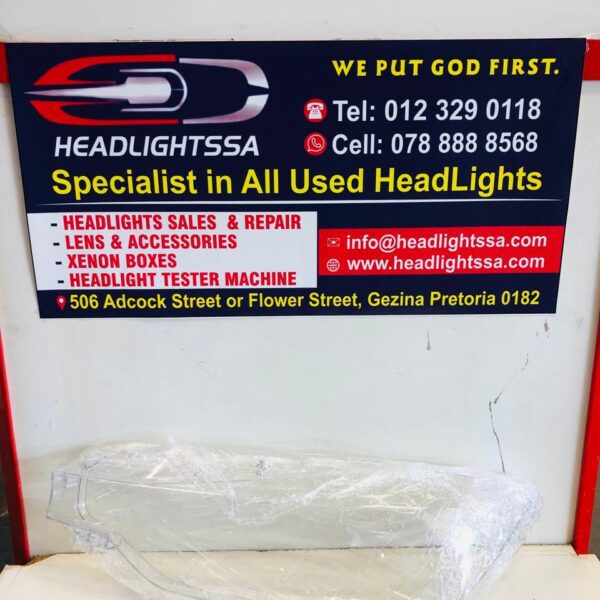 WE PUT GOD FIRST.
HEADLIGHTSSA
Tel: 012 329 0118
Cell: 078 888 8568
Specialist in All Used HeadLights
- HEADLIGHTS SALES & REPAIR
- LENS & ACCESSORIES
- XENON BOXES
- HEADLIGHT TESTER MACHINE
info@headlightssa.com
www.headlightssa.com
506 Adcock Street or Flower Street, Gezina Pretoria 0182